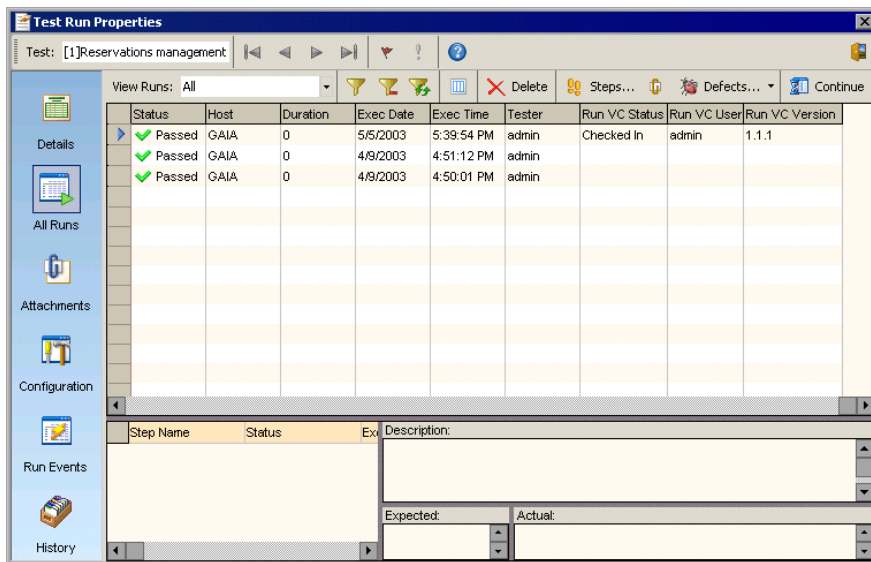 Test Run Properties
Test: [1]Reservations management
View Runs: All
Delete
Steps...
Defects...
Continue
Status Host Duration Exec Date Exec Time Tester Run VC Status Run VC User Run VC Version
Passed GAIA 0 5/5/2003 5:39:54 PM admin Checked In admin 1.1.1
Passed GAIA 0 4/9/2003 4:51:12 PM admin
Passed GAIA 0 4/9/2003 4:50:01 PM admin
Details
All Runs
Attachments
Configuration
Run Events
History
Step Name Status Exe
Description:
Expected:
Actual: